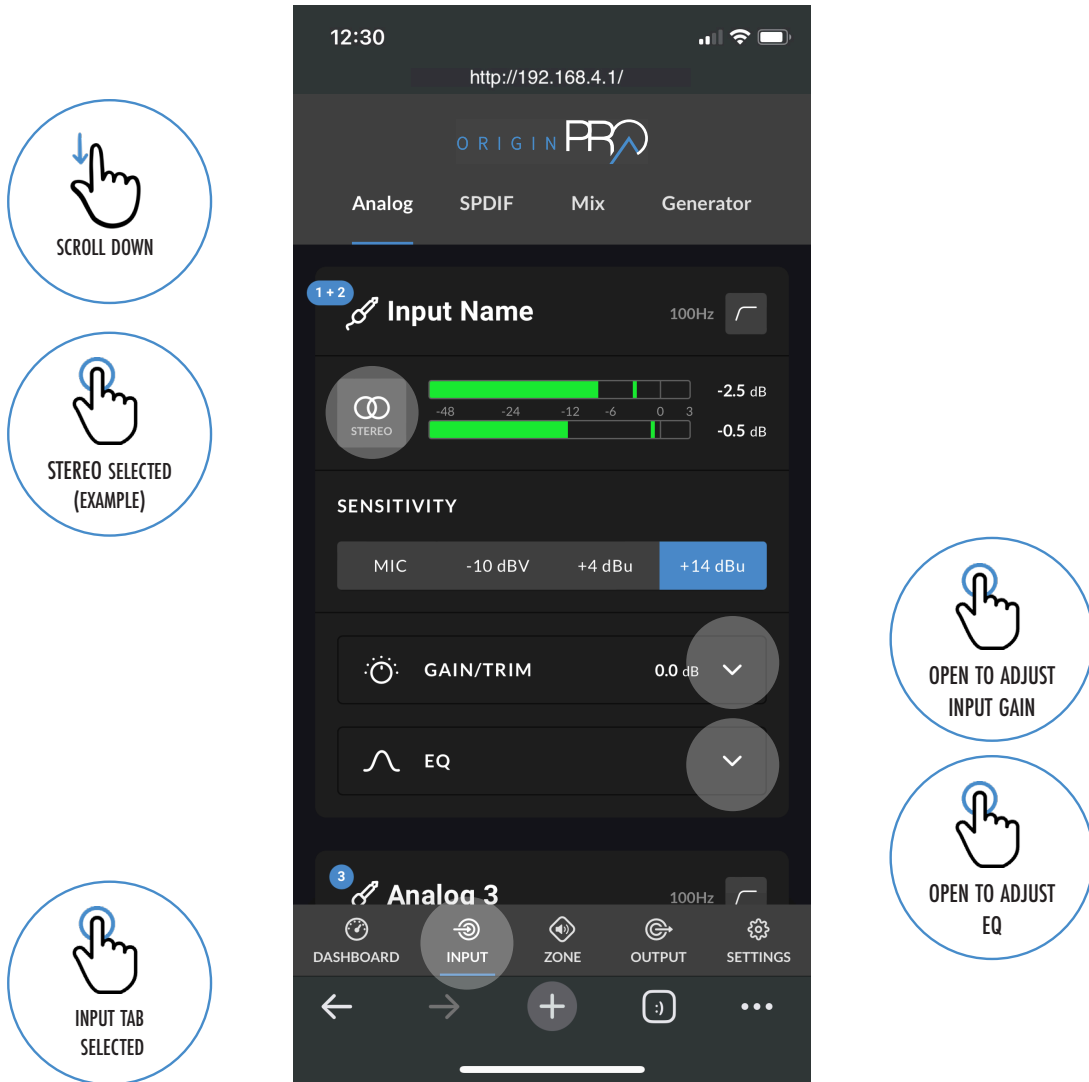 12:30
http://192.168.4.1/
ORIGIN PRO
Analog SPDIF Mix Generator
SCROLL DOWN
1 + 2
Input Name 100Hz
STEREO
-2.5 dB
-48 -24 -12 -6 0 3
-0.5 dB
STEREO SELECTED
(EXAMPLE)
SENSITIVITY
MIC -10 dBV +4 dBu +14 dBu
GAIN/TRIM 0.0 dB
OPEN TO ADJUST
INPUT GAIN
EQ
OPEN TO ADJUST
EQ
3
Analog 3 100Hz
DASHBOARD INPUT ZONE OUTPUT SETTINGS
:)
INPUT TAB
SELECTED